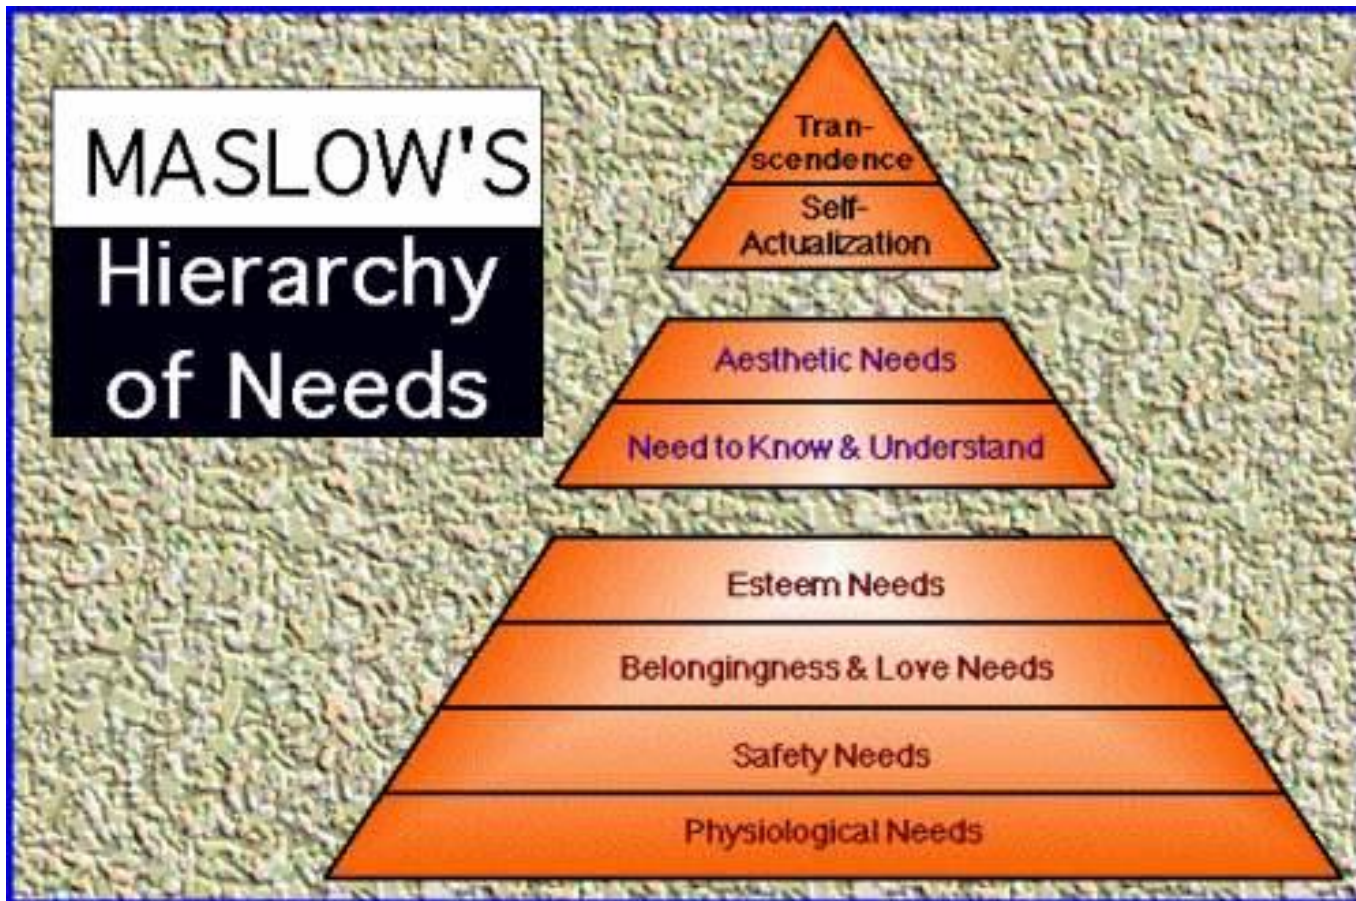 MASLOW'S
Hierarchy
of Needs
Tran-
scendence
Self-
Actualization
Aesthetic Needs
Need to Know & Understand
Esteem Needs
Belongingness & Love Needs
Safety Needs
Physiological Needs